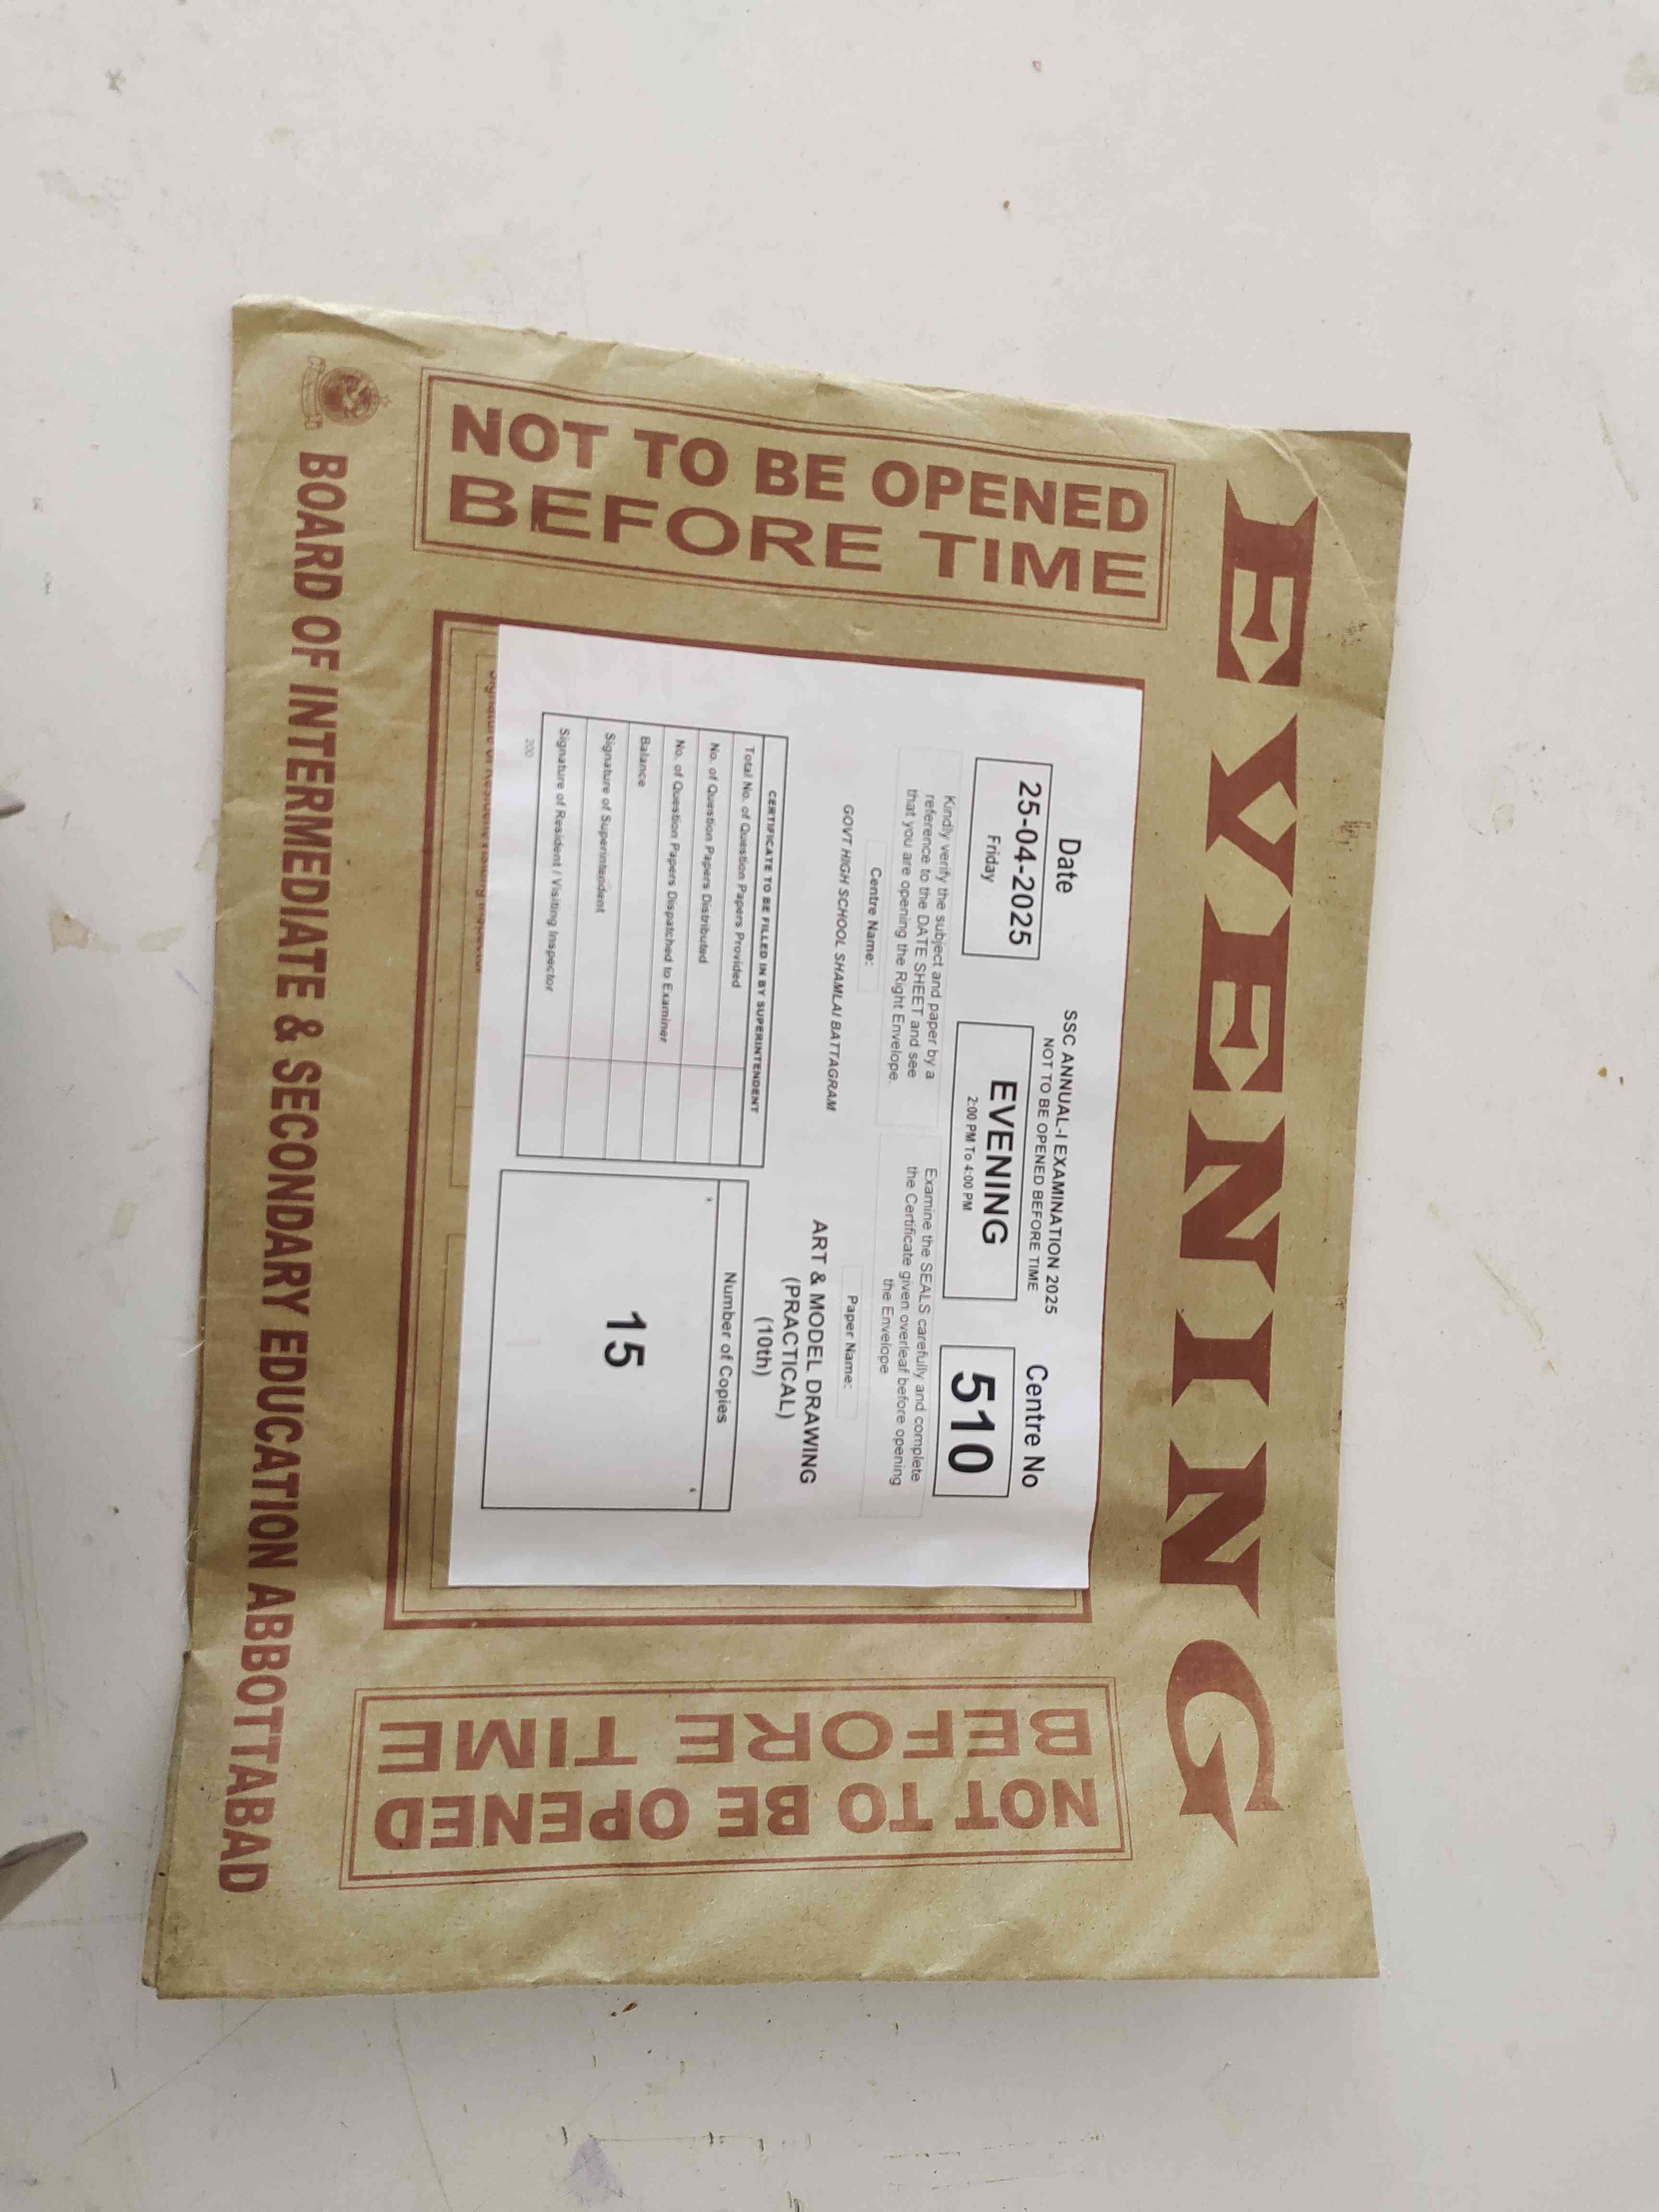 EVENING
NOT TO BE OPENED
BEFORE TIME
Date
25-04-2025
Friday
SSC ANNUAL-I EXAMINATION 2025
NOT TO BE OPENED BEFORE TIME
EVENING
2:00 PM To 4:00 PM
Centre No
510
Kindly verify the subject and paper by a
reference to the DATE SHEET and see
that you are opening the Right Envelope.
Examine the SEALS carefully and complete
the Certificate given overleaf before opening
the Envelope
Centre Name:
GOVT HIGH SCHOOL SHAMLAI BATTAGRAM
Paper Name:
ART & MODEL DRAWING
(PRACTICAL)
(10th)
CERTIFICATE TO BE FILLED IN BY SUPERINTENDENT
Total No. of Question Papers Provided
No. of Question Papers Distributed
No. of Question Papers Dispatched to Examiner
Balance
Signature of Superintendent
Signature of Resident / Visiting Inspector
200
Number of Copies
15
NOT TO BE OPENED
BEFORE TIME
BOARD OF INTERMEDIATE & SECONDARY EDUCATION ABBOTTABAD